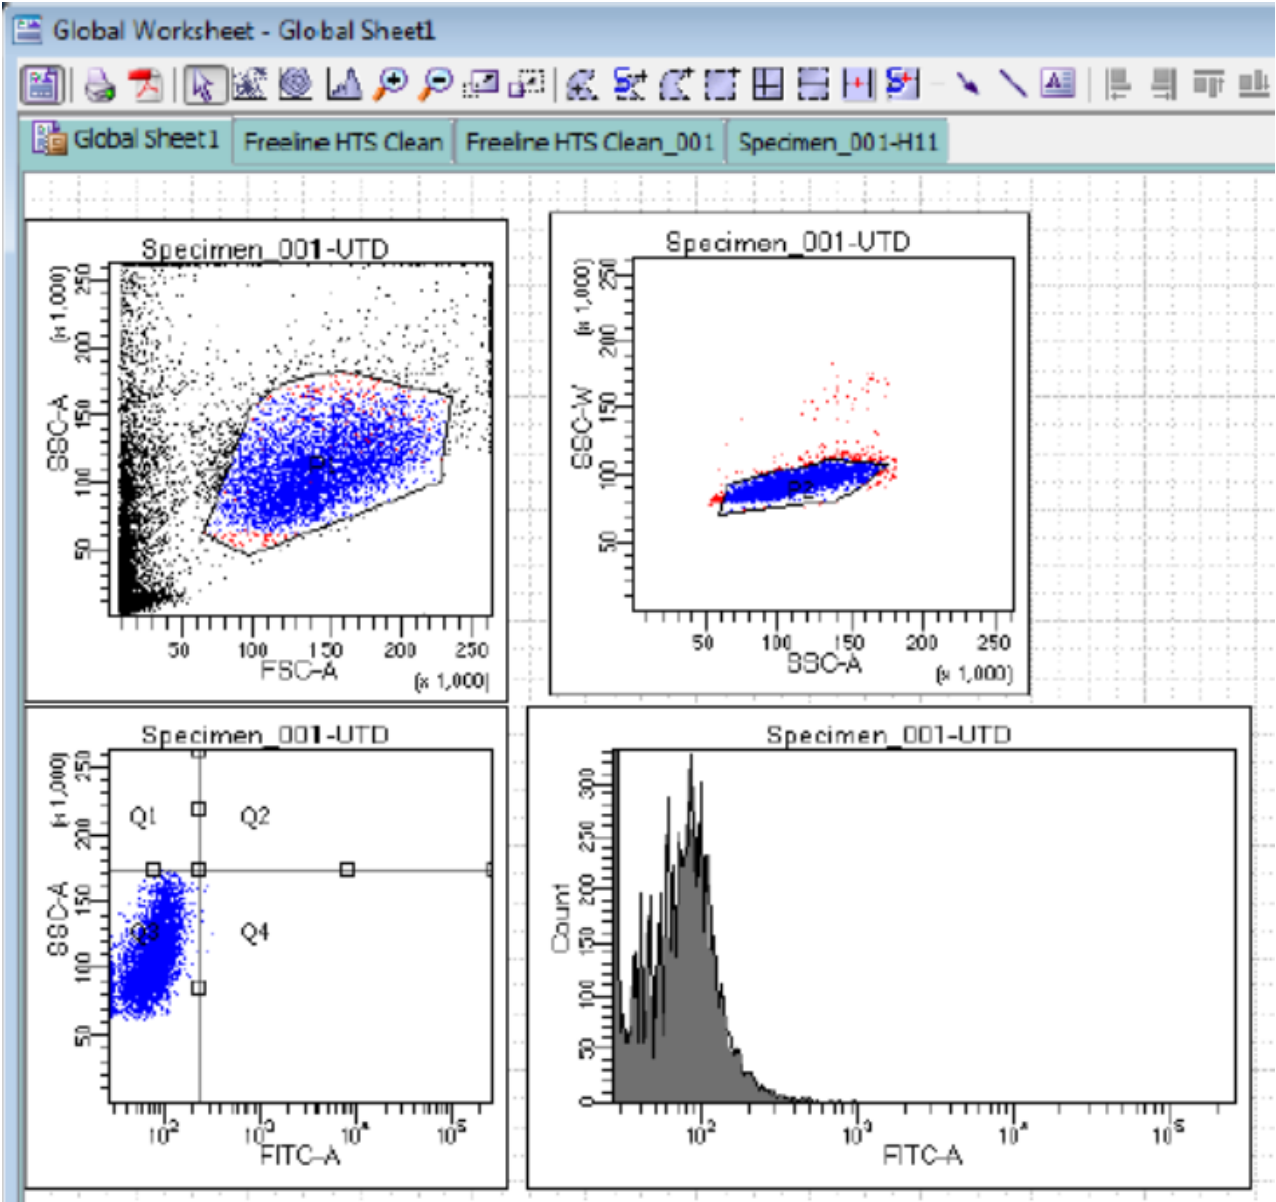 Global Worksheet - Global Sheet1
Global Sheet1
Freeline HTS Clean
Freeline HTS Clean_001
Specimen_001-H11
Specimen_001-UTD
(x 1,000)
SSC-A
50 100 150 200 250
50 100 150 200 250
FSC-A
(x 1,000)
Specimen_001-UTD
(x 1,000)
SSC-W
50 100 150 200 250
P2
50 100 150 200 250
SSC-A
(x 1,000)
Specimen_001-UTD
(x 1,000)
SSC-A
50 100 150 200 250
Q1 Q2
Q3 Q4
10² 10³ 10⁴ 10⁵
FITC-A
Specimen_001-UTD
Count
0 50 100 150 200 250 300
10² 10³ 10⁴ 10⁵
FITC-A